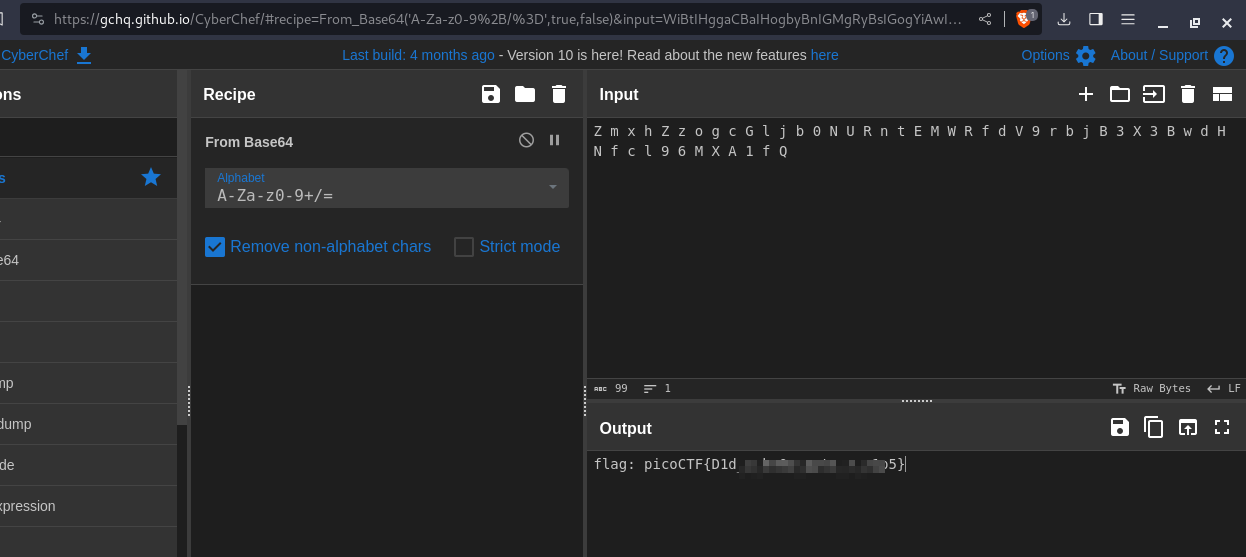 https://gchq.github.io/CyberChef/#recipe=From_Base64('A-Za-z0-9%2B/%3D',true,false)&input=WiBtIHggaCBaIHogbyBnIGMgRyBsIGogYiAwI…
1
CyberChef
Last build: 4 months ago - Version 10 is here! Read about the new features here
Options
About / Support
ons
Recipe
Input
From Base64
Z m x h Z z o g c G l j b 0 N U R n t E M W R f d V 9 r b j B 3 X 3 B w d H
N f c l 9 6 M X A 1 f Q
s
Alphabet
A-Za-z0-9+/=
Remove non-alphabet chars
Strict mode
e64
mp
dump
de
xpression
ABC 99
1
Raw Bytes
LF
Output
flag: picoCTF{D1d p5}